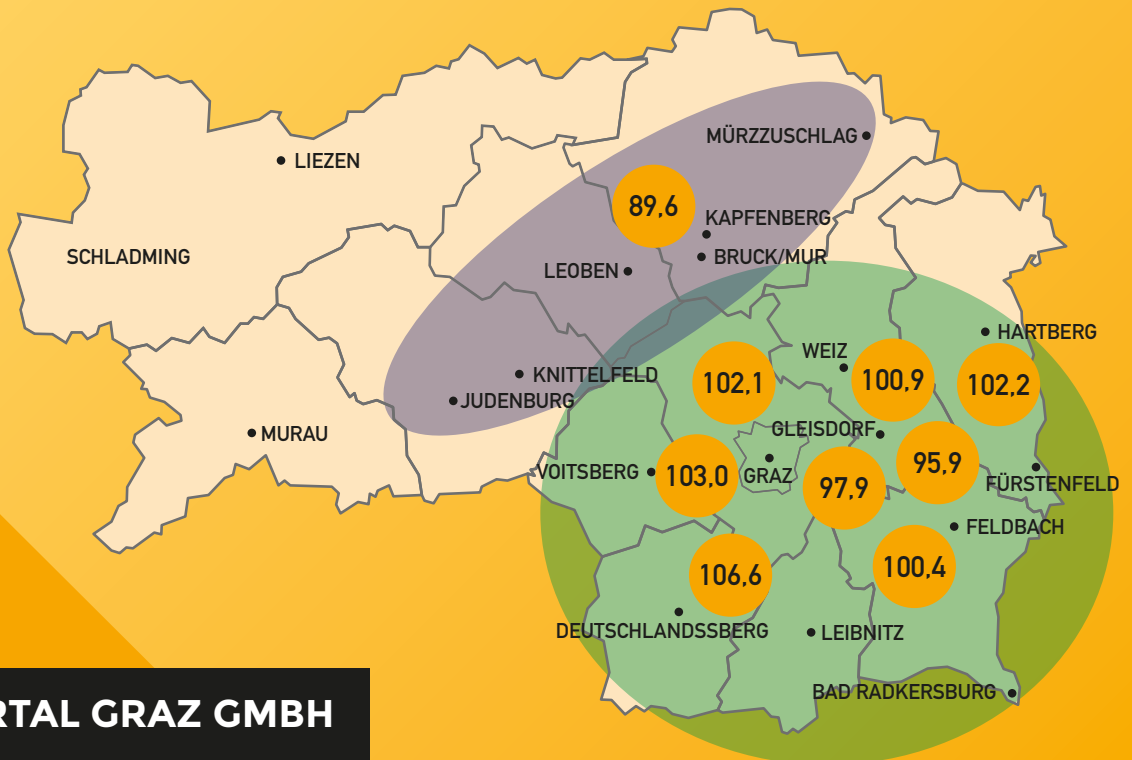 MÜRZZUSCHLAG
LIEZEN
89,6
KAPFENBERG
SCHLADMING
BRUCK/MUR
LEOBEN
HARTBERG
WEIZ
102,1
100,9
102,2
KNITTELFELD
JUDENBURG
GLEISDORF
MURAU
VOITSBERG
103,0
GRAZ
95,9
97,9
FÜRSTENFELD
FELDBACH
106,6
100,4
DEUTSCHLANDSSBERG
LEIBNITZ
BAD RADKERSBURG
RTAL GRAZ GMBH